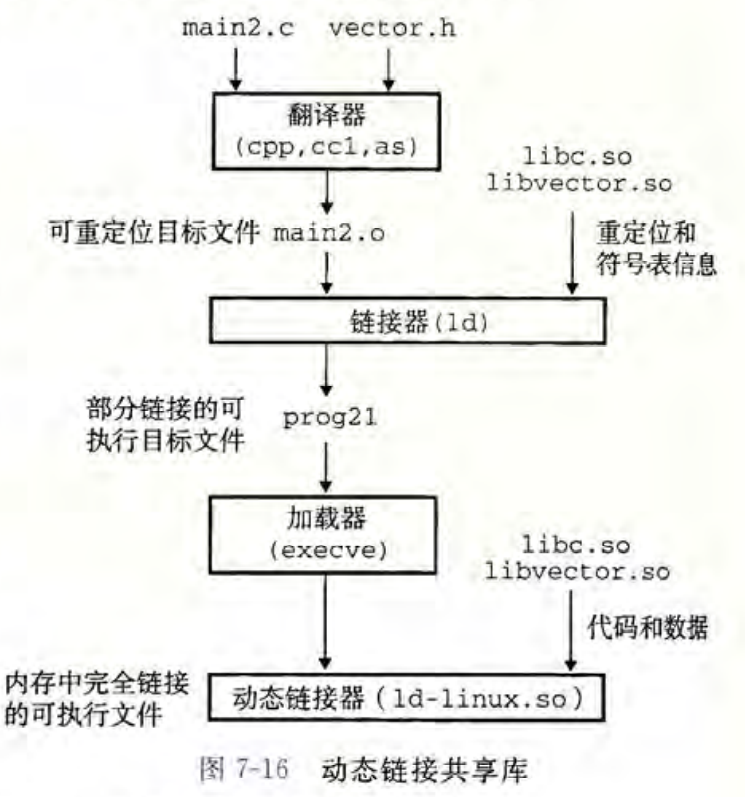 main2.c vector.h
翻译器
(cpp,cc1,as)
libc.so
libvector.so
可重定位目标文件 main2.o
重定位和
符号表信息
链接器(ld)
部分链接的可
执行目标文件
prog21
加载器
(execve)
libc.so
libvector.so
代码和数据
内存中完全链接
的可执行文件
动态链接器(ld-linux.so)
图 7-16 动态链接共享库